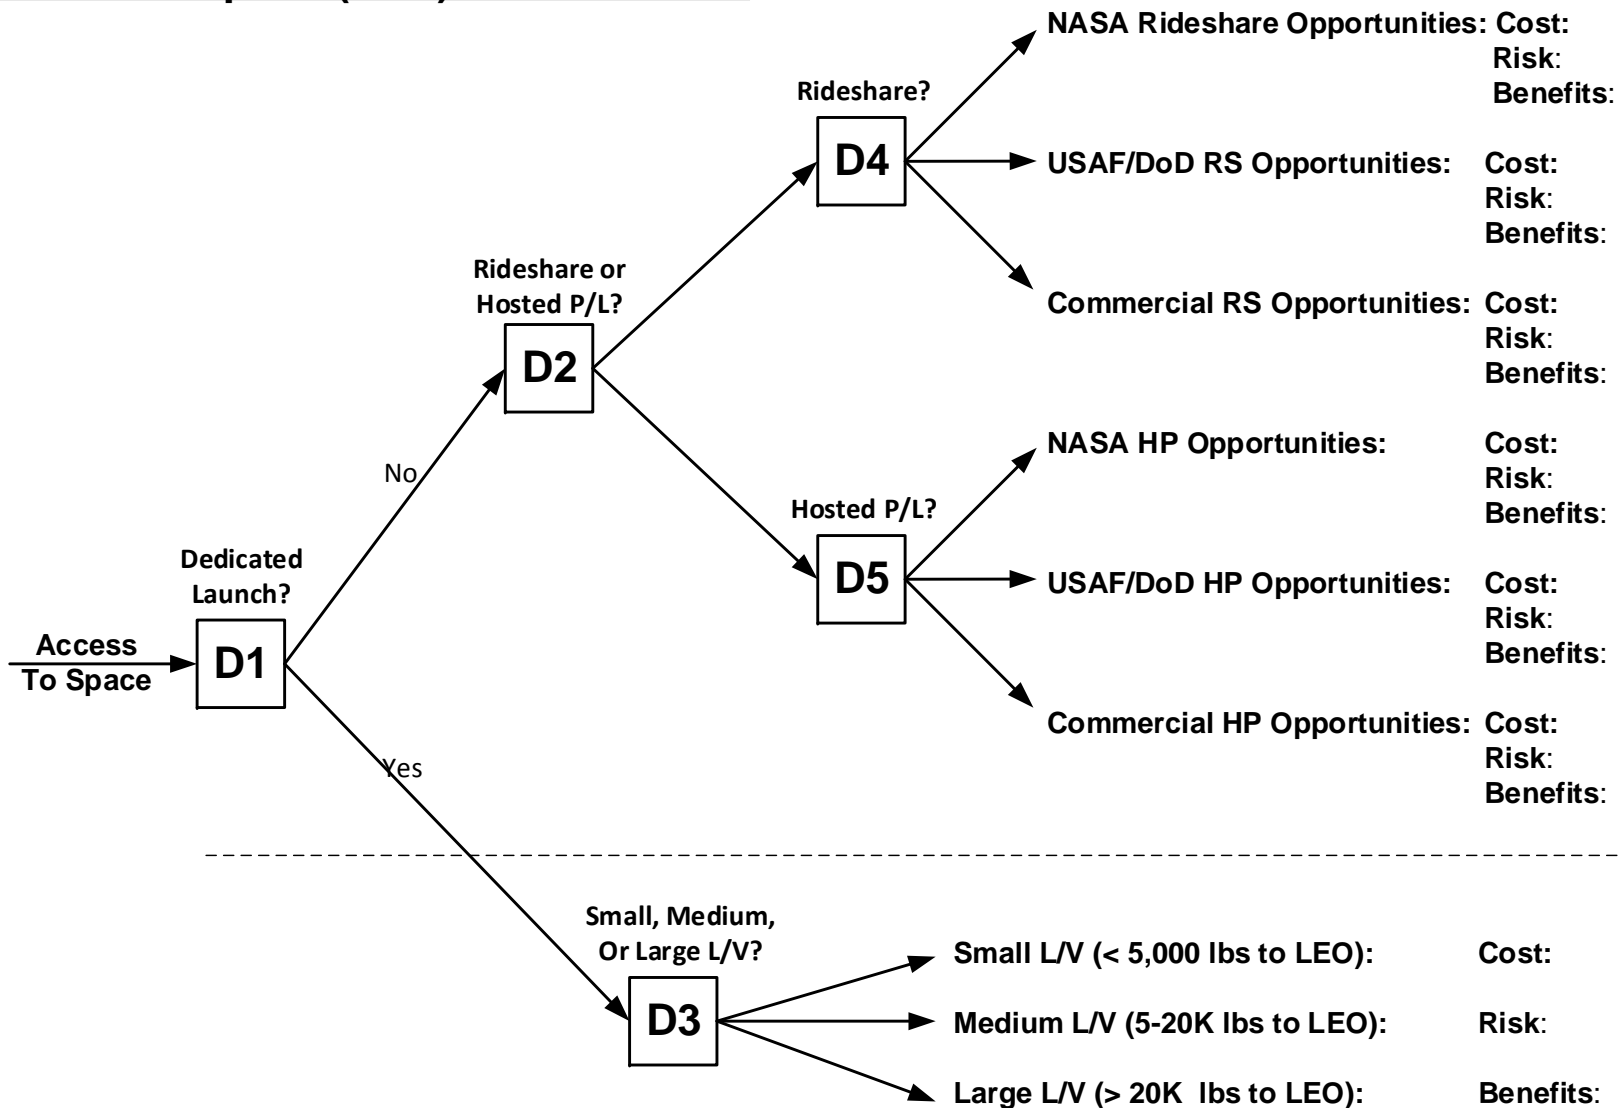 NASA Rideshare Opportunities: Cost:
Risk:
Benefits:
Rideshare?
D4
USAF/DoD RS Opportunities: Cost:
Risk:
Benefits:
Rideshare or
Hosted P/L?
Commercial RS Opportunities: Cost:
Risk:
Benefits:
D2
No
NASA HP Opportunities: Cost:
Risk:
Benefits:
Hosted P/L?
D5
USAF/DoD HP Opportunities: Cost:
Risk:
Benefits:
Dedicated
Launch?
Access
To Space
D1
Commercial HP Opportunities: Cost:
Risk:
Benefits:
Yes
Small, Medium,
Or Large L/V?
D3
Small L/V (< 5,000 lbs to LEO): Cost:
Medium L/V (5-20K lbs to LEO): Risk:
Large L/V (> 20K lbs to LEO): Benefits: